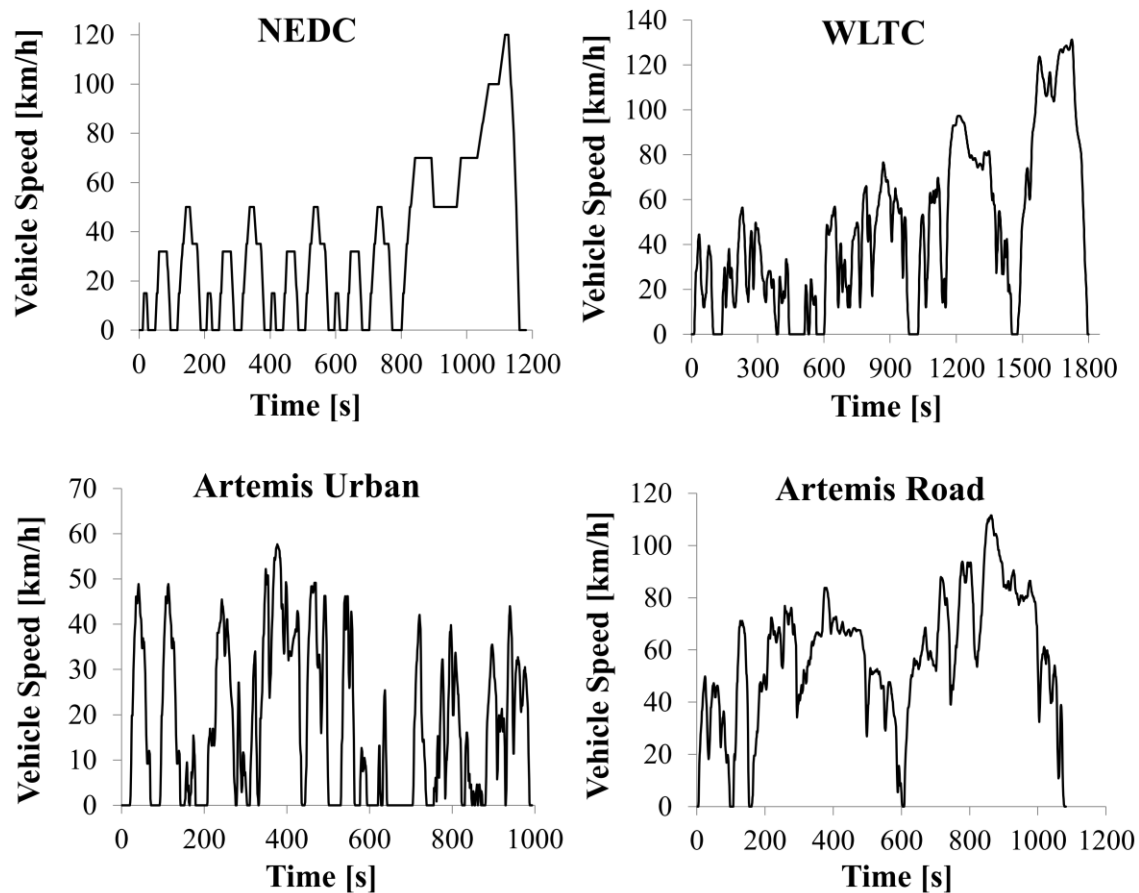 NEDC
Vehicle Speed [km/h]
120
100
80
60
40
20
0
0 200 400 600 800 1000 1200
Time [s]
WLTC
Vehicle Speed [km/h]
140
120
100
80
60
40
20
0
0 300 600 900 1200 1500 1800
Time [s]
Artemis Urban
Vehicle Speed [km/h]
70
60
50
40
30
20
10
0
0 200 400 600 800 1000
Time [s]
Artemis Road
Vehicle Speed [km/h]
120
100
80
60
40
20
0
0 200 400 600 800 1000 1200
Time [s]